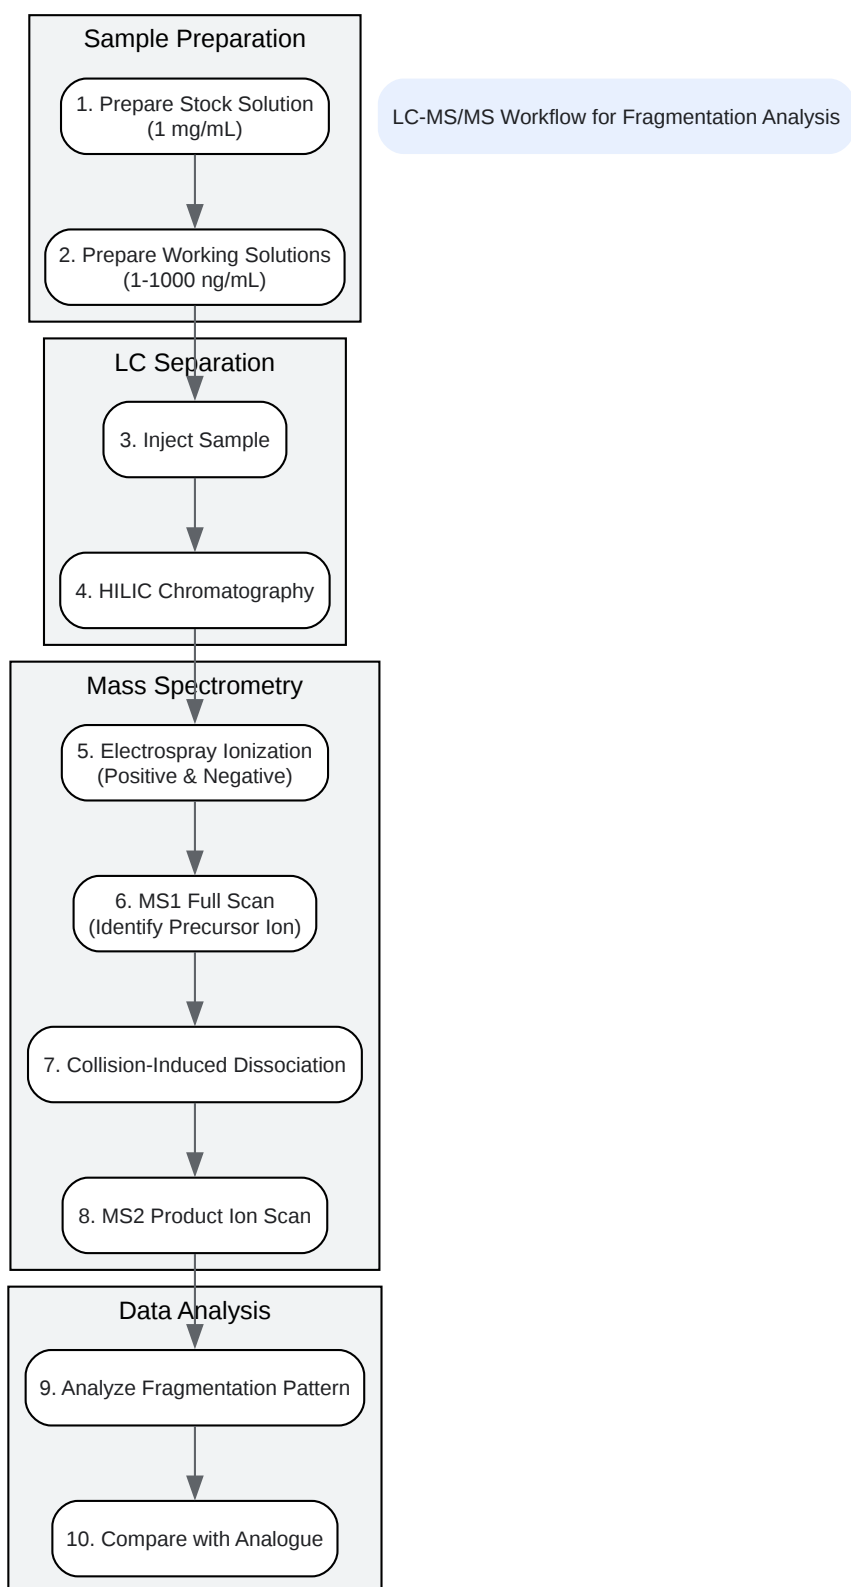 Sample Preparation
1. Prepare Stock Solution
(1 mg/mL)
LC-MS/MS Workflow for Fragmentation Analysis
2. Prepare Working Solutions
(1-1000 ng/mL)
LC Separation
3. Inject Sample
4. HILIC Chromatography
Mass Spectrometry
5. Electrospray Ionization
(Positive & Negative)
6. MS1 Full Scan
(Identify Precursor Ion)
7. Collision-Induced Dissociation
8. MS2 Product Ion Scan
Data Analysis
9. Analyze Fragmentation Pattern
10. Compare with Analogue